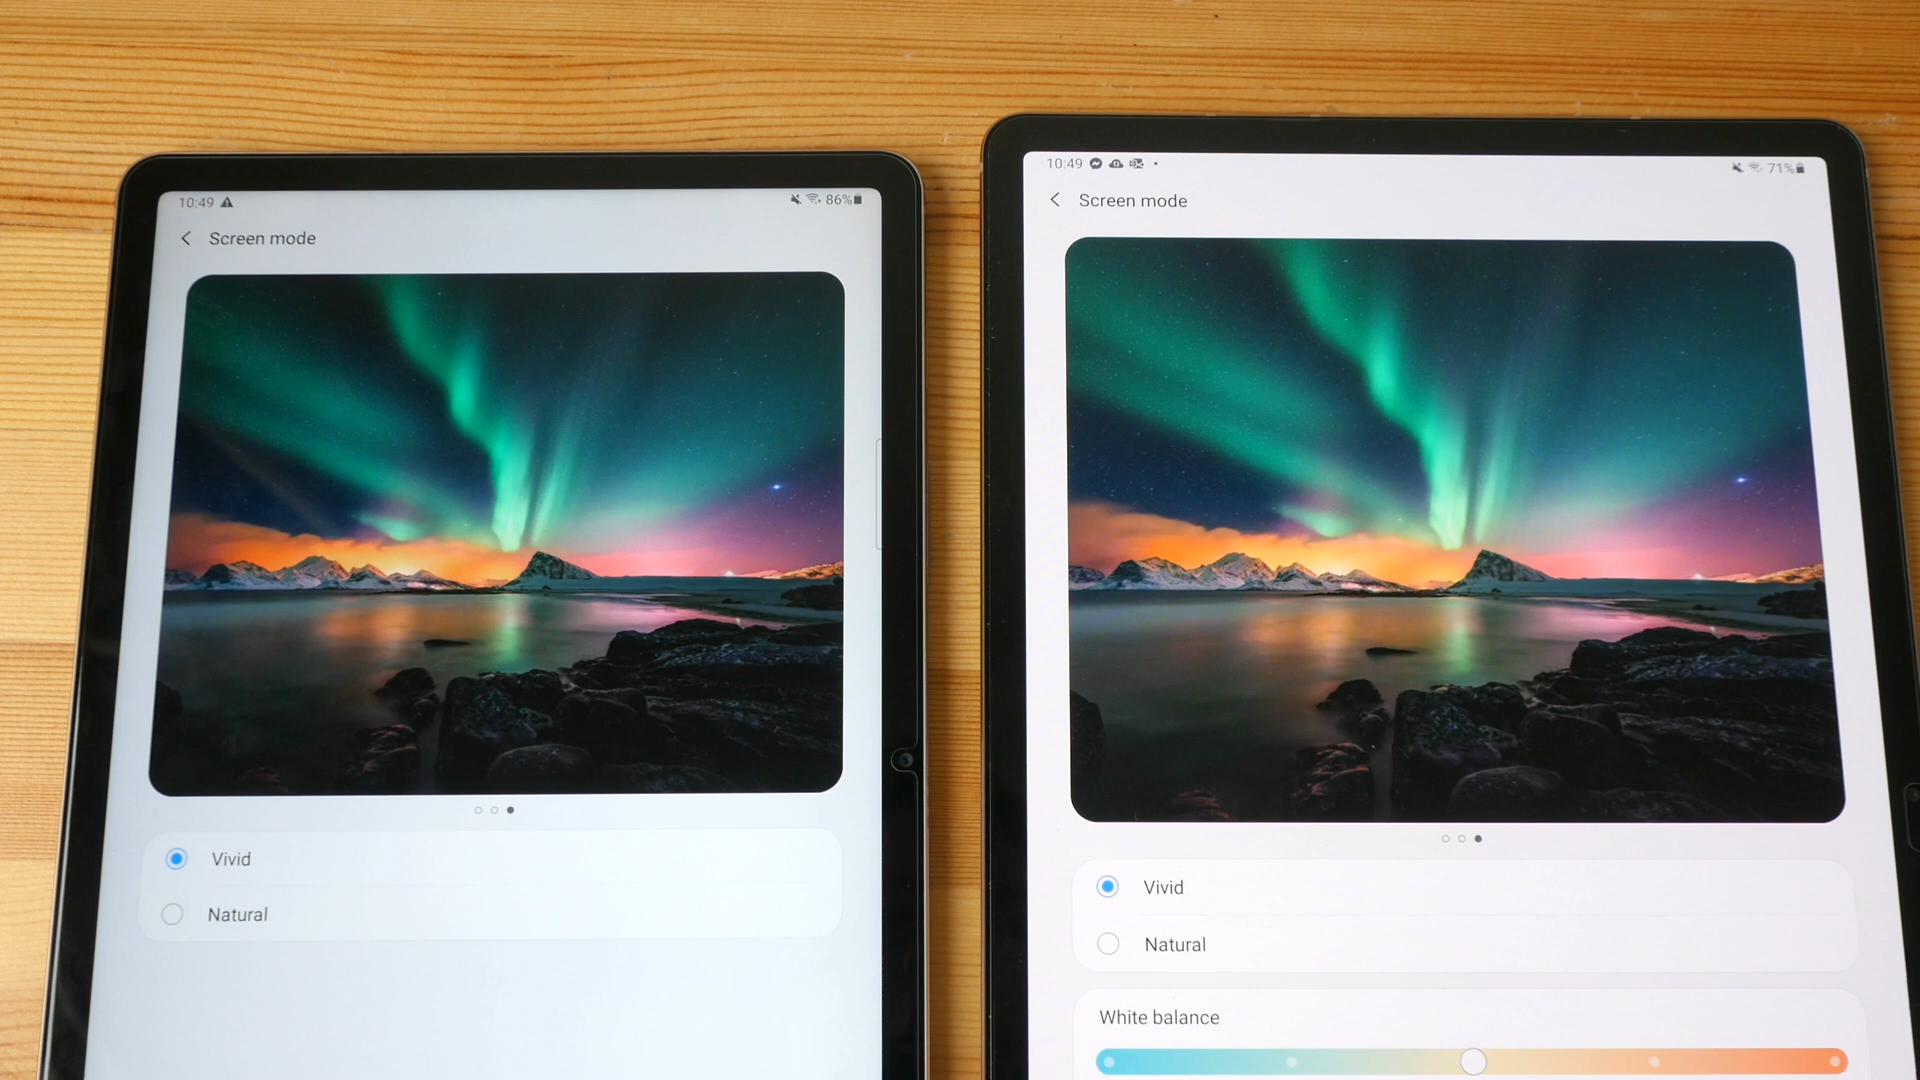 10:49
86%
Screen mode
Vivid
Natural
10:49
71%
Screen mode
Vivid
Natural
White balance